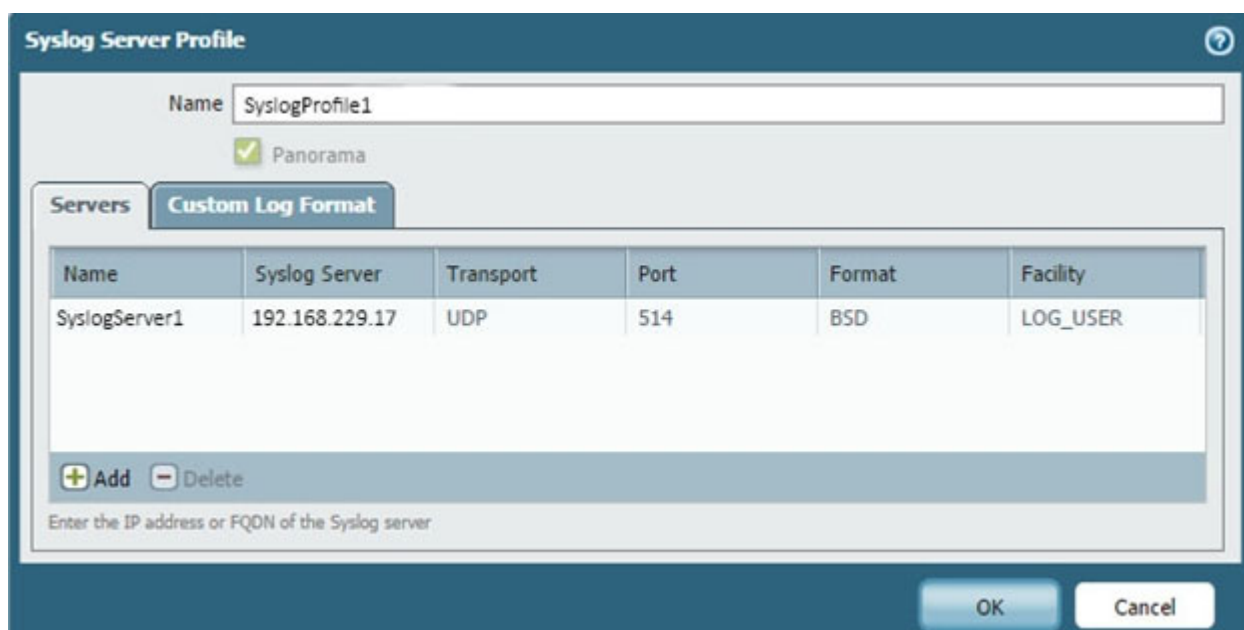 Syslog Server Profile
Name SyslogProfile1
Panorama
Servers Custom Log Format
Name Syslog Server Transport Port Format Facility
SyslogServer1 192.168.229.17 UDP 514 BSD LOG_USER
Add Delete
Enter the IP address or FQDN of the Syslog server
OK Cancel